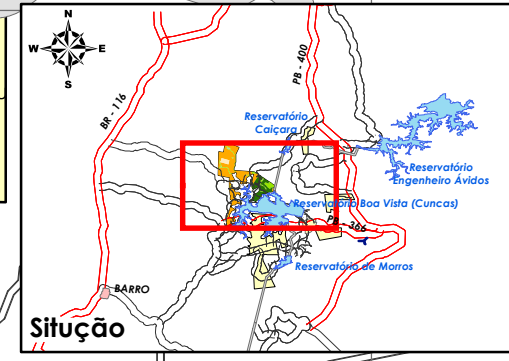 N
W
E
S
BR - 116
PB - 400
Reservatório
Caiçara
Reservatório
Engenheiro Ávidos
Reservatório Boa Vista (Cuncas)
PB - 366
Reservatório de Morros
BARRO
Situção